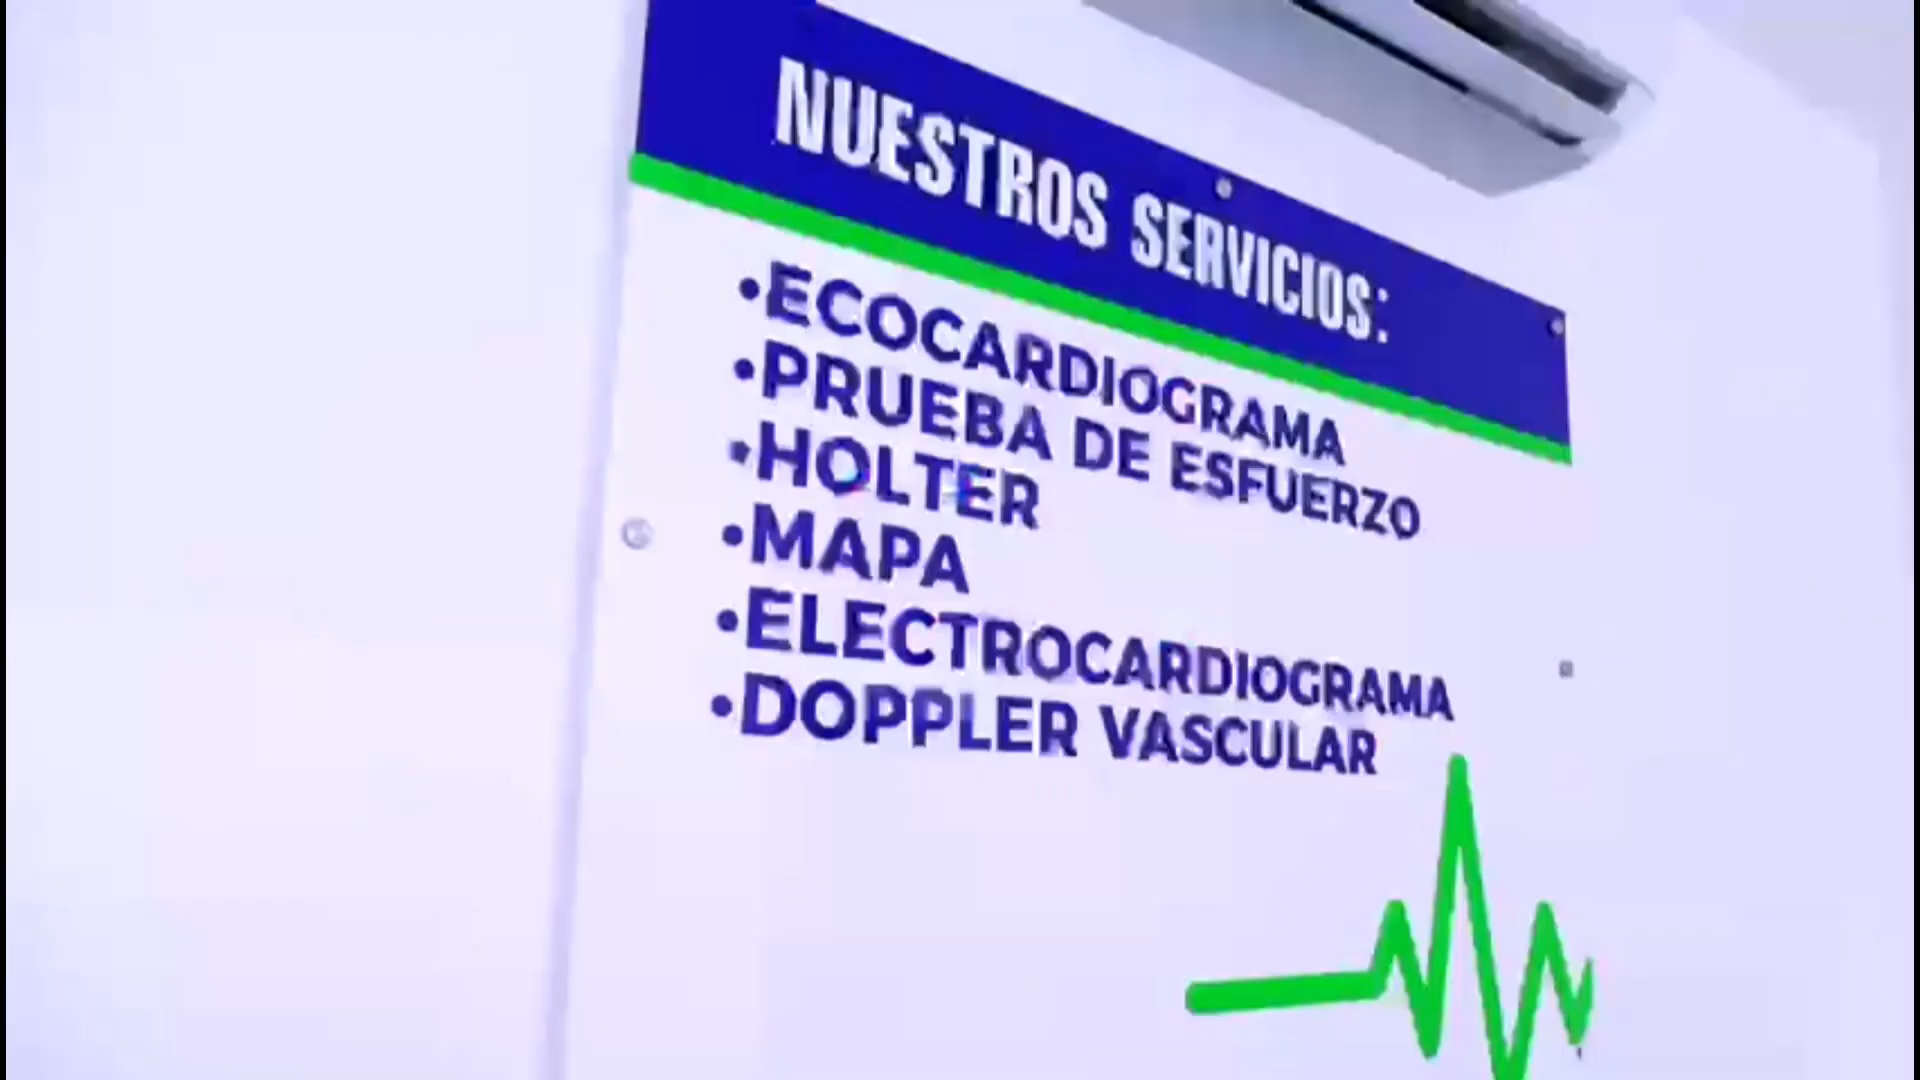 NUESTROS SERVICIOS:
•ECOCARDIOGRAMA
•PRUEBA DE ESFUERZO
•HOLTER
•MAPA
•ELECTROCARDIOGRAMA
•DOPPLER VASCULAR